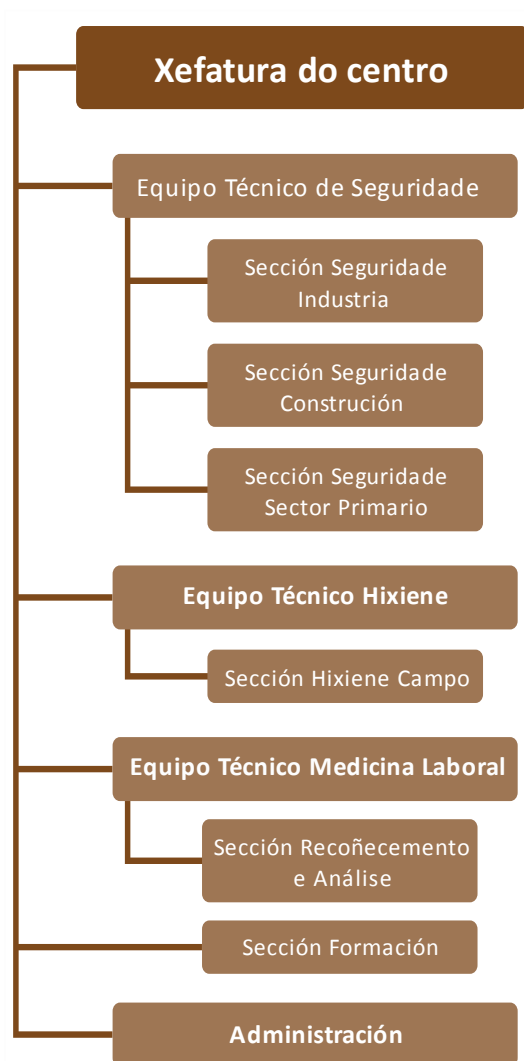 Xefatura do centro
Equipo Técnico de Seguridade
Sección Seguridade
Industria
Sección Seguridade
Construción
Sección Seguridade
Sector Primario
Equipo Técnico Hixiene
Sección Hixiene Campo
Equipo Técnico Medicina Laboral
Sección Recoñecemento
e Análise
Sección Formación
Administración